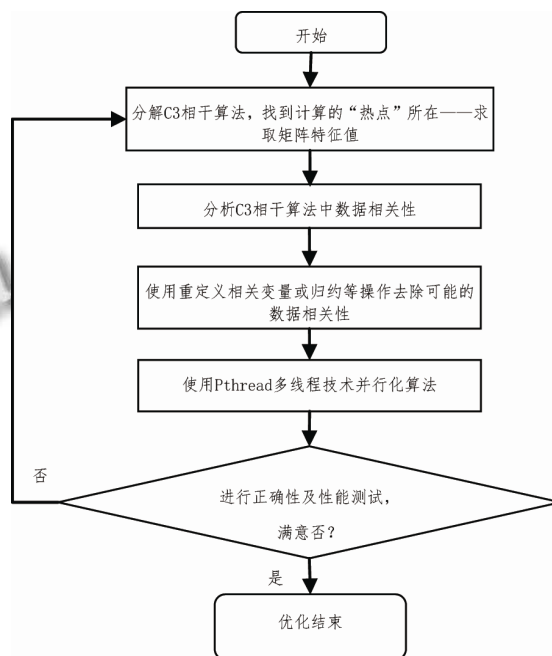 开始
分解C3相干算法，找到计算的“热点”所在——求
取矩阵特征值
分析C3相干算法中数据相关性
使用重定义相关变量或归约等操作去除可能的
数据相关性
使用Pthread多线程技术并行化算法
否
进行正确性及性能测试，
满意否？
是
优化结束